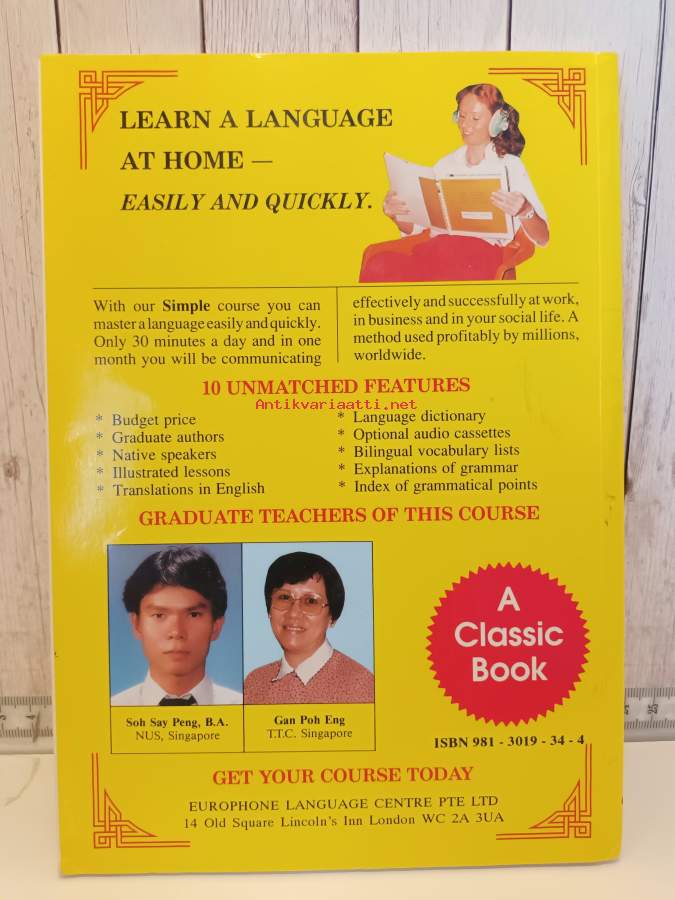 LEARN A LANGUAGE
AT HOME —
EASILY AND QUICKLY.
With our Simple course you can
master a language easily and quickly.
Only 30 minutes a day and in one
month you will be communicating
effectively and successfully at work,
in business and in your social life. A
method used profitably by millions,
worldwide.
10 UNMATCHED FEATURES
Antikvariaatti.net
* Budget price
* Graduate authors
* Native speakers
* Illustrated lessons
* Translations in English
* Language dictionary
* Optional audio cassettes
* Bilingual vocabulary lists
* Explanations of grammar
* Index of grammatical points
GRADUATE TEACHERS OF THIS COURSE
Soh Say Peng, B.A.
NUS, Singapore
Gan Poh Eng
T.T.C. Singapore
A
Classic
Book
ISBN 981 - 3019 - 34 - 4
GET YOUR COURSE TODAY
EUROPHONE LANGUAGE CENTRE PTE LTD
14 Old Square Lincoln's Inn London WC 2A 3UA